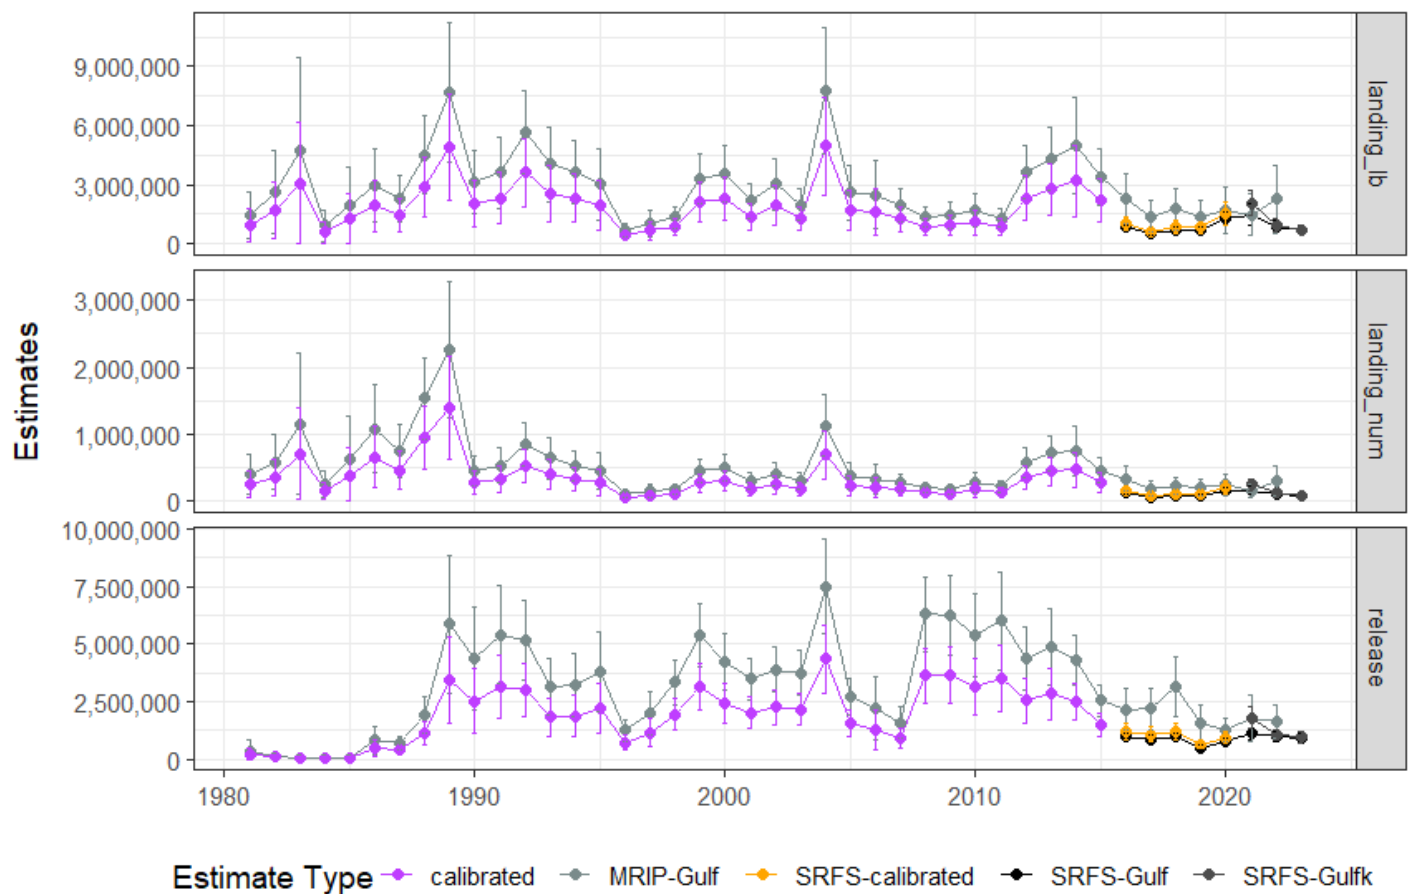 Estimates
9,000,000
6,000,000
3,000,000
0
landing_lb
3,000,000
2,000,000
1,000,000
0
landing_num
10,000,000
7,500,000
5,000,000
2,500,000
0
release
1980 1990 2000 2010 2020
Estimate Type calibrated MRIP-Gulf SRFS-calibrated SRFS-Gulf SRFS-Gulfk